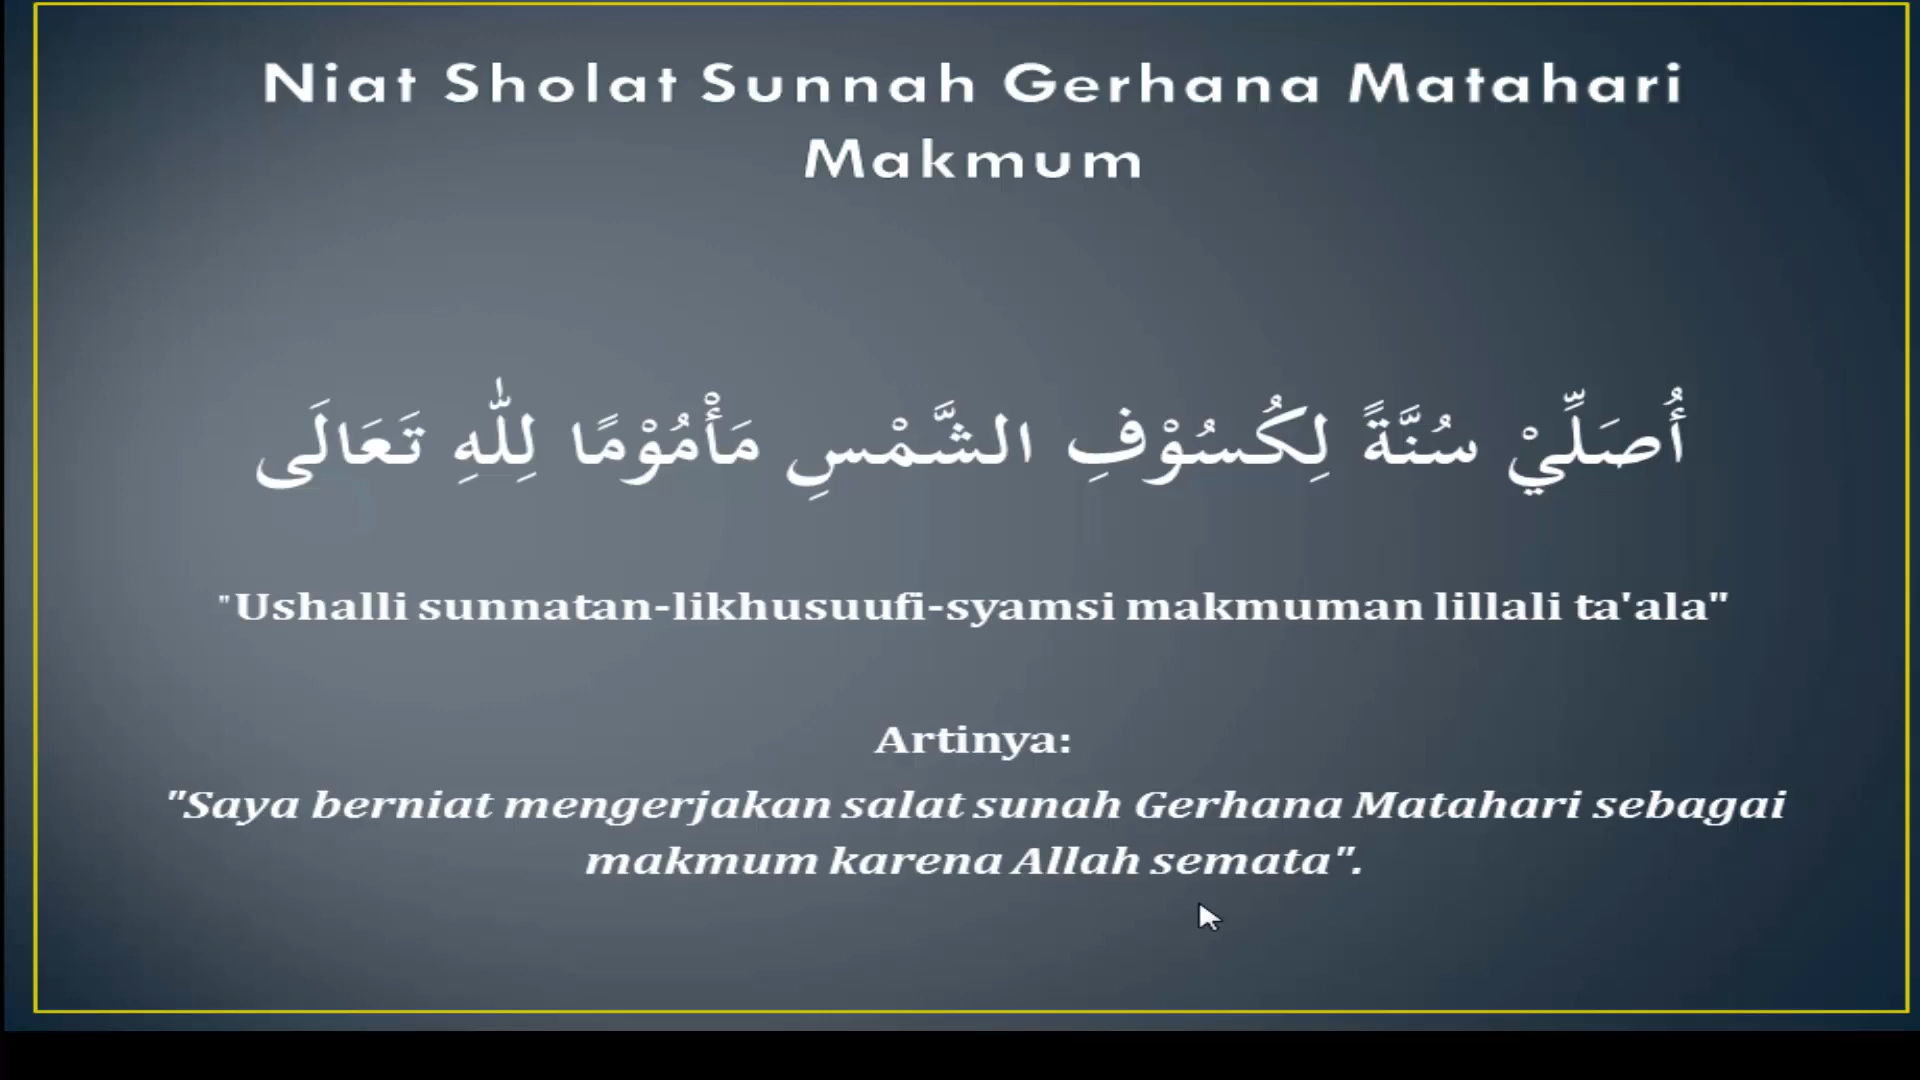 Niat Sholat Sunnah Gerhana Matahari
Makmum
أُصَلِّيْ سُنَّةً لِكُسُوْفِ الشَّمْسِ مَأْمُوْمًا لِلّٰهِ تَعَالَى
"Ushalli sunnatan-likhusuufi-syamsi makmuman lillali ta'ala"
Artinya:
"Saya berniat mengerjakan salat sunah Gerhana Matahari sebagai
makmum karena Allah semata".